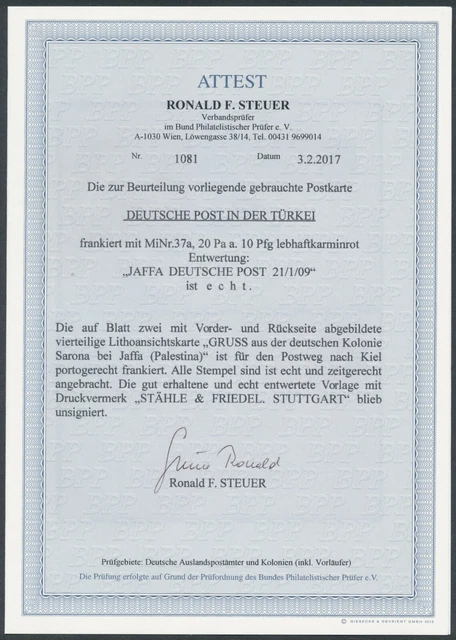 ATTEST
RONALD F. STEUER
Verbandsprüfer
im Bund Philatelistischer Prüfer e. V.
A-1030 Wien, Löwengasse 38/14, Tel. 00431 9699014
Nr. 1081 Datum 3.2.2017
Die zur Beurteilung vorliegende gebrauchte Postkarte
DEUTSCHE POST IN DER TÜRKEI
frankiert mit MiNr.37a, 20 Pa a. 10 Pfg lebhaftkarminrot
Entwertung:
„JAFFA DEUTSCHE POST 21/1/09“
ist e c h t.
Die auf Blatt zwei mit Vorder- und Rückseite abgebildete
vierteilige Lithoansichtskarte „GRUSS aus der deutschen Kolonie
Sarona bei Jaffa (Palestina)“ ist für den Postweg nach Kiel
portogerecht frankiert. Alle Stempel sind echt und zeitgerecht
angebracht. Die gut erhaltene und echt entwertete Vorlage mit
Druckvermerk „STÄHLE & FRIEDEL. STUTTGART“ blieb
unsigniert.
Ronald
Ronald F. STEUER
Prüfgebiete: Deutsche Auslandspostämter und Kolonien (inkl. Vorläufer)
Die Prüfung erfolgte auf Grund der Prüfordnung des Bundes Philatelistischer Prüfer e.V.